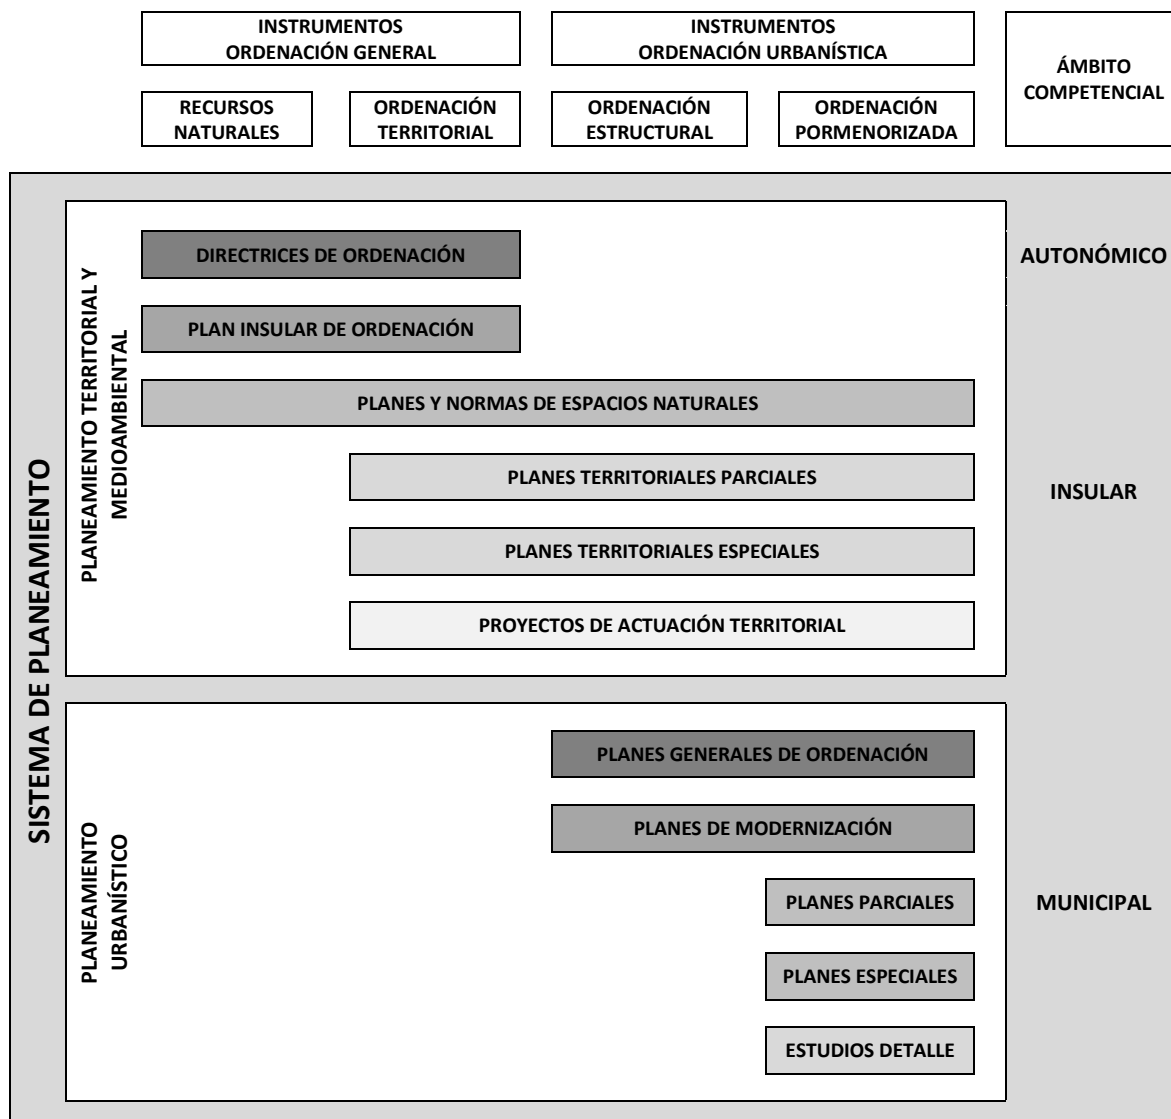 INSTRUMENTOS
ORDENACIÓN GENERAL
INSTRUMENTOS
ORDENACIÓN URBANÍSTICA
ÁMBITO
COMPETENCIAL
RECURSOS
NATURALES
ORDENACIÓN
TERRITORIAL
ORDENACIÓN
ESTRUCTURAL
ORDENACIÓN
PORMENORIZADA
SISTEMA DE PLANEAMIENTO
PLANEAMIENTO TERRITORIAL Y
MEDIOAMBIENTAL
DIRECTRICES DE ORDENACIÓN
AUTONÓMICO
PLAN INSULAR DE ORDENACIÓN
PLANES Y NORMAS DE ESPACIOS NATURALES
PLANES TERRITORIALES PARCIALES
INSULAR
PLANES TERRITORIALES ESPECIALES
PROYECTOS DE ACTUACIÓN TERRITORIAL
PLANEAMIENTO
URBANÍSTICO
PLANES GENERALES DE ORDENACIÓN
PLANES DE MODERNIZACIÓN
PLANES PARCIALES
MUNICIPAL
PLANES ESPECIALES
ESTUDIOS DETALLE